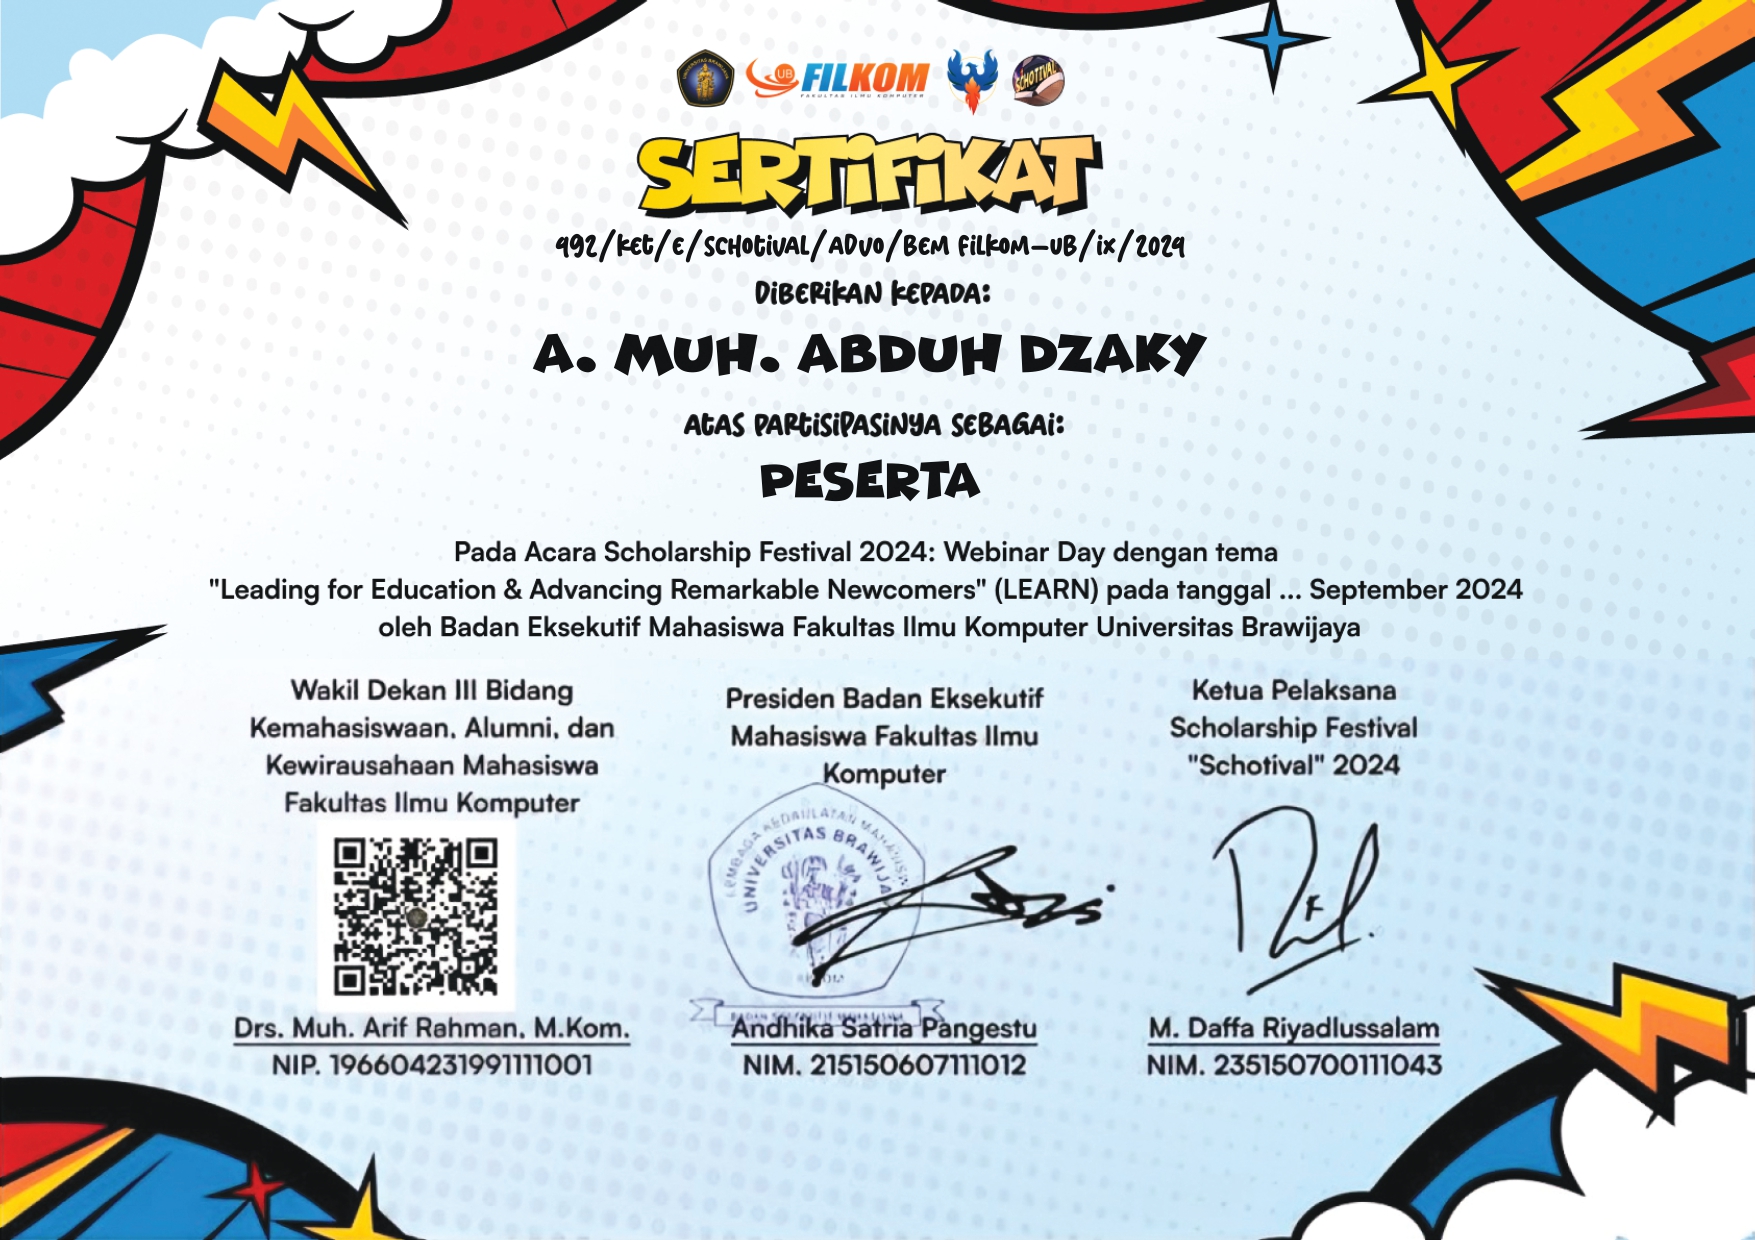 UNIVERSITAS BRAWIJAYA
UB FILKOM
FAKULTAS ILMU KOMPUTER
SCHOTIVAL
SERTiFiKAT
492/KET/E/SCHOTIVAL/ADVO/BEM FILKOM–UB/IX/2024
DIBERIKAN KEPADA:
A. MUH. ABDUH DZAKY
ATAS PARTISIPASINYA SEBAGAI:
PESERTA
Pada Acara Scholarship Festival 2024: Webinar Day dengan tema
"Leading for Education & Advancing Remarkable Newcomers" (LEARN) pada tanggal ... September 2024
oleh Badan Eksekutif Mahasiswa Fakultas Ilmu Komputer Universitas Brawijaya
Wakil Dekan III Bidang
Kemahasiswaan, Alumni, dan
Kewirausahaan Mahasiswa
Fakultas Ilmu Komputer
Drs. Muh. Arif Rahman, M.Kom.
NIP. 196604231991111001
Presiden Badan Eksekutif
Mahasiswa Fakultas Ilmu
Komputer
LEMBAGA KEDAULATAN MAHASISWA
UNIVERSITAS BRAWIJA
Andhika Satria Pangestu
NIM. 215150607111012
Ketua Pelaksana
Scholarship Festival
"Schotival" 2024
M. Daffa Riyadlussalam
NIM. 235150700111043